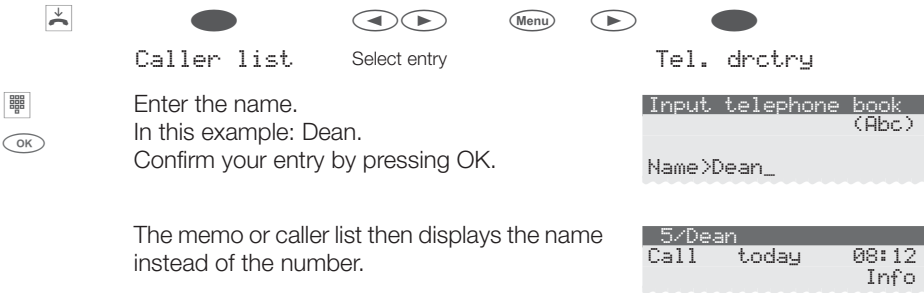 Menu
Caller list Select entry Tel. drctry
Enter the name.
In this example: Dean.
OK
Confirm your entry by pressing OK.
Input telephone book
(Abc)
Name>Dean_
The memo or caller list then displays the name
instead of the number.
5/Dean
Call today 08:12
Info